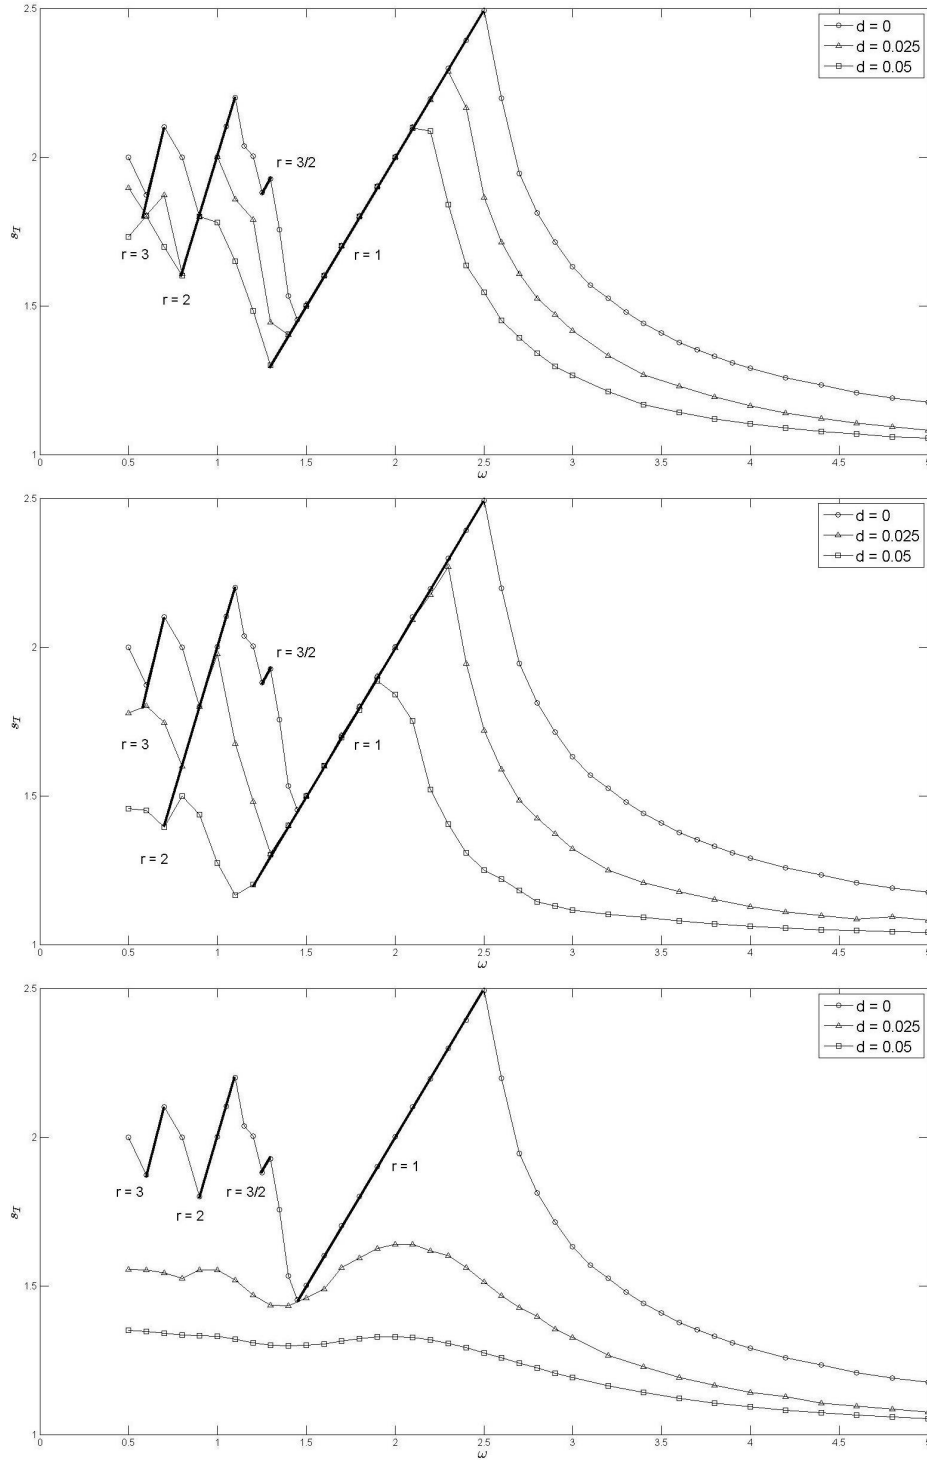 2.5
d = 0
d = 0.025
d = 0.05
r = 3/2
2
s_T
r = 3
r = 1
r = 2
1.5
1
0 0.5 1 1.5 2 2.5 3 3.5 4 4.5 5
ω
2.5
d = 0
d = 0.025
d = 0.05
r = 3/2
2
s_T
r = 3
r = 1
r = 2
1.5
1
0 0.5 1 1.5 2 2.5 3 3.5 4 4.5 5
ω
2.5
d = 0
d = 0.025
d = 0.05
2
s_T
r = 1
r = 3
r = 3/2
r = 2
1.5
1
0 0.5 1 1.5 2 2.5 3 3.5 4 4.5 5
ω